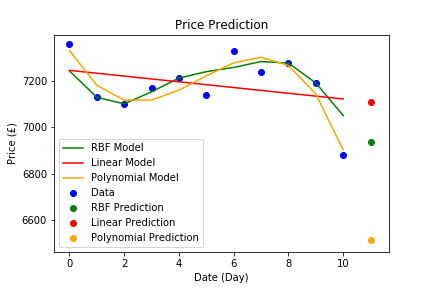 Price Prediction
Price (£)
7200
7000
6800
6600
RBF Model
Linear Model
Polynomial Model
Data
RBF Prediction
Linear Prediction
Polynomial Prediction
0 2 4 6 8 10
Date (Day)